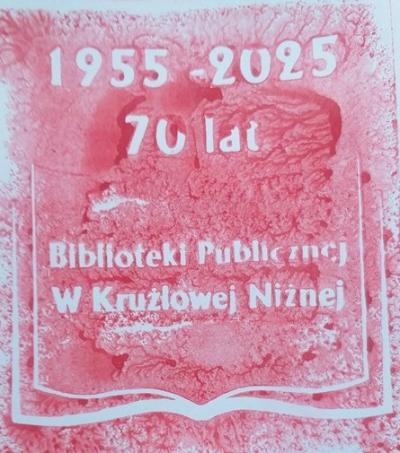 1955-2025
70 lat
Biblioteki Publicznej
W Krużlowej Niżnej